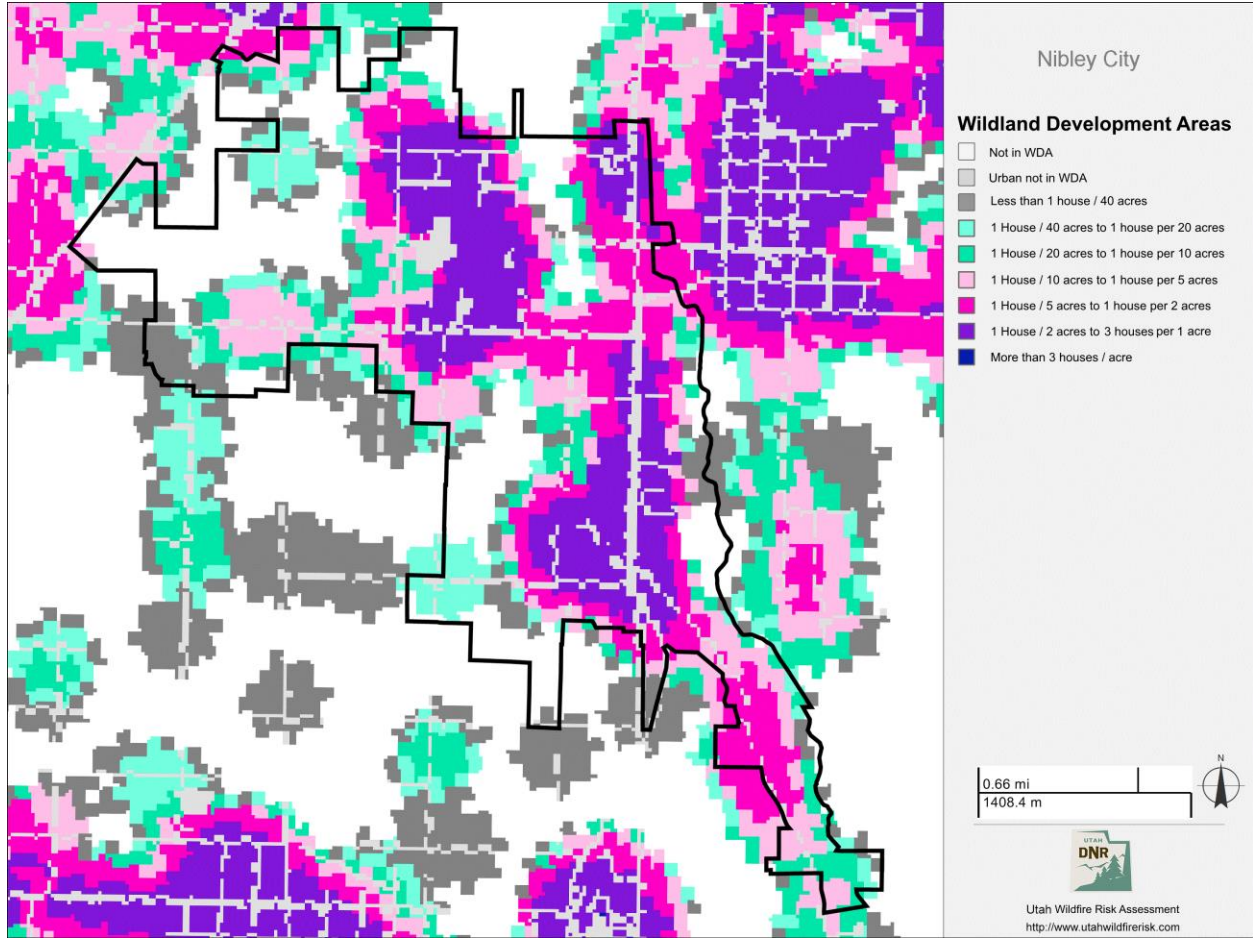 Nibley City
Wildland Development Areas
Not in WDA
Urban not in WDA
Less than 1 house / 40 acres
1 House / 40 acres to 1 house per 20 acres
1 House / 20 acres to 1 house per 10 acres
1 House / 10 acres to 1 house per 5 acres
1 House / 5 acres to 1 house per 2 acres
1 House / 2 acres to 3 houses per 1 acre
More than 3 houses / acre
N
0.66 mi
1408.4 m
UTAH
DNR
Utah Wildfire Risk Assessment
http://www.utahwildfirerisk.com